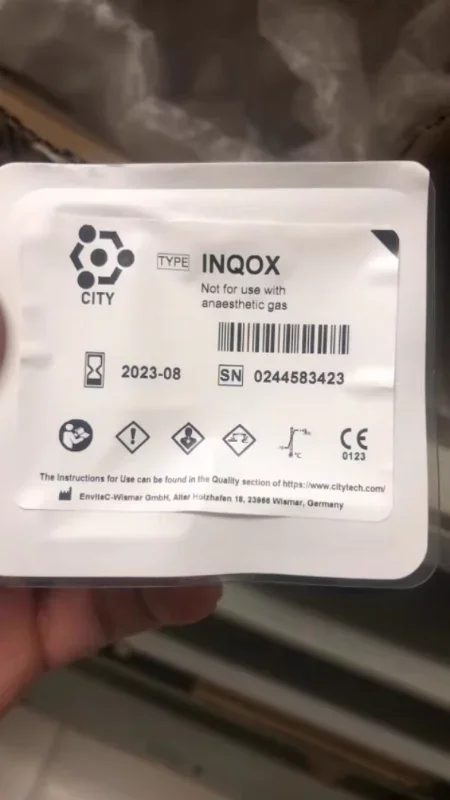 CITY
TYPE INQOX
Not for use with
anaesthetic gas
2023-08
SN 0244583423
CE
0123
The Instructions for Use can be found in the Quality section of https://www.citytech.com/
EnviteC-Wismar GmbH, Alter Holzhafen 18, 23966 Wismar, Germany